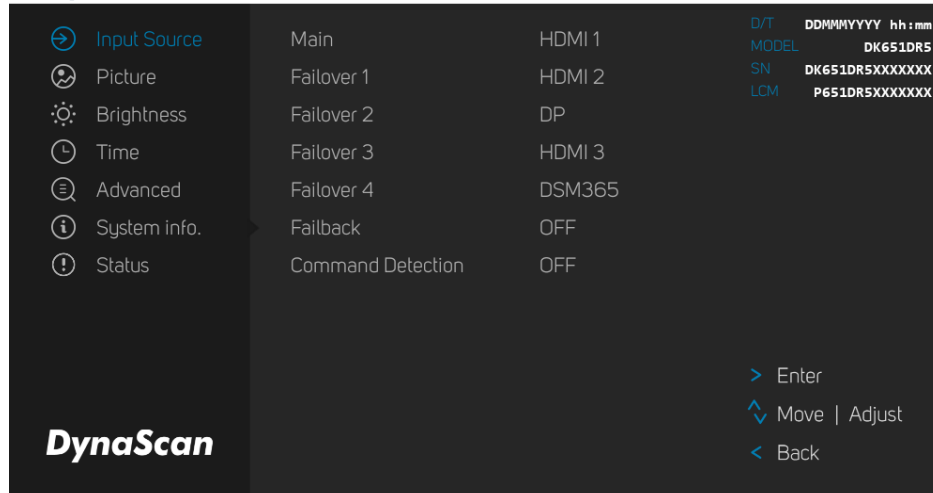 Input Source
Picture
Brightness
Time
Advanced
System info.
Status
DynaScan
Main HDMI 1
Failover 1 HDMI 2
Failover 2 DP
Failover 3 HDMI 3
Failover 4 DSM365
Failback OFF
Command Detection OFF
D/T DDMMMYYYY hh:mm
MODEL DK651DR5
SN DK651DR5XXXXXXX
LCM P651DR5XXXXXXX
> Enter
Move | Adjust
< Back